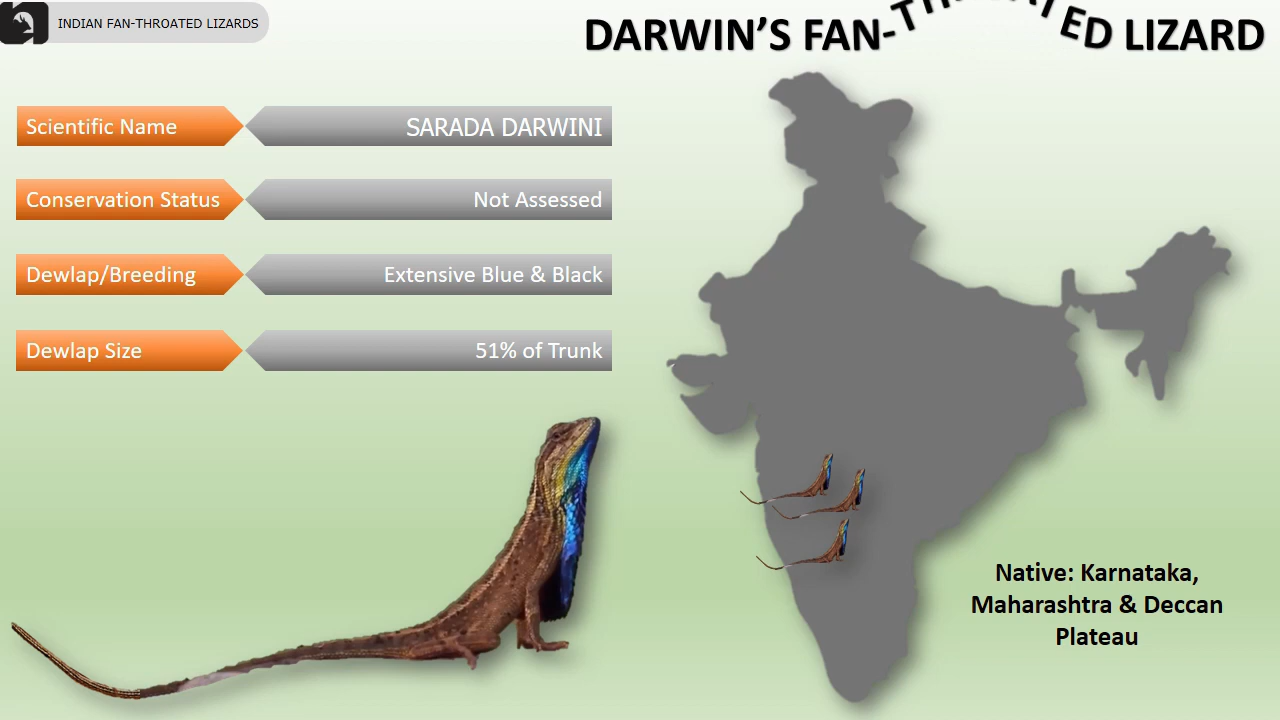 INDIAN FAN-THROATED LIZARDS
DARWIN'S FAN-THROATED LIZARD
Scientific Name
SARADA DARWINI
Conservation Status
Not Assessed
Dewlap/Breeding
Extensive Blue & Black
Dewlap Size
51% of Trunk
Native: Karnataka,
Maharashtra & Deccan
Plateau